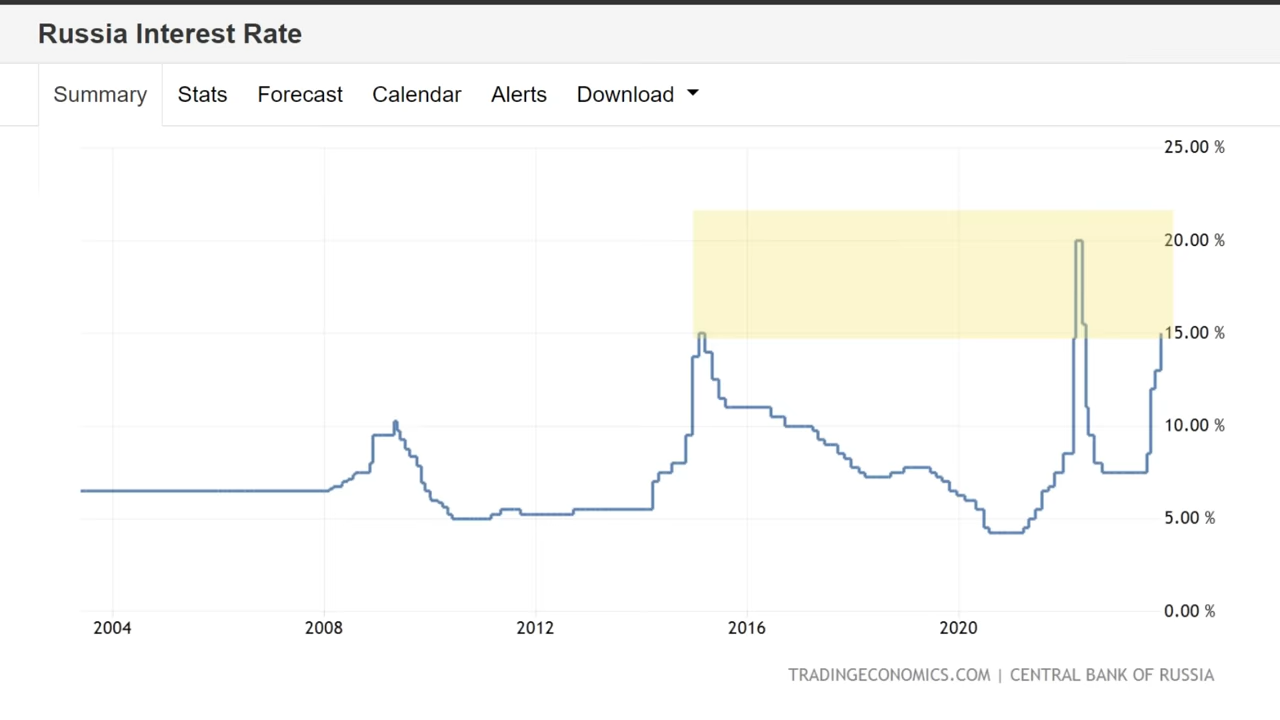 Russia Interest Rate
Summary Stats Forecast Calendar Alerts Download
25.00 %
20.00 %
15.00 %
10.00 %
5.00 %
0.00 %
2004 2008 2012 2016 2020
TRADINGECONOMICS.COM | CENTRAL BANK OF RUSSIA